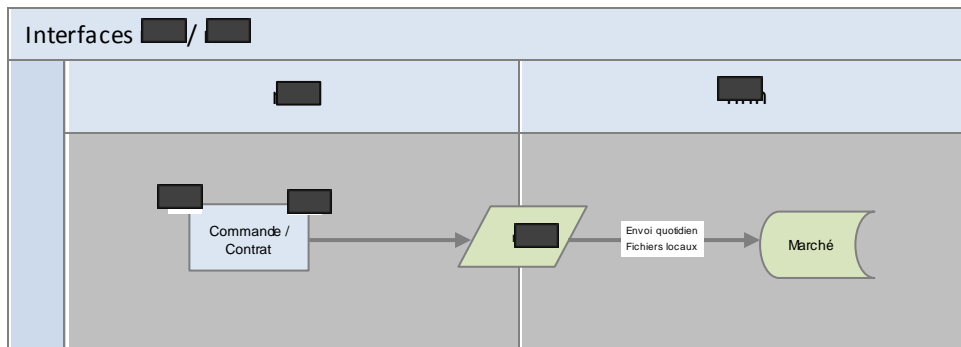 Interfaces /
Commande /
Contrat
Envoi quotidien
Fichiers locaux
Marché